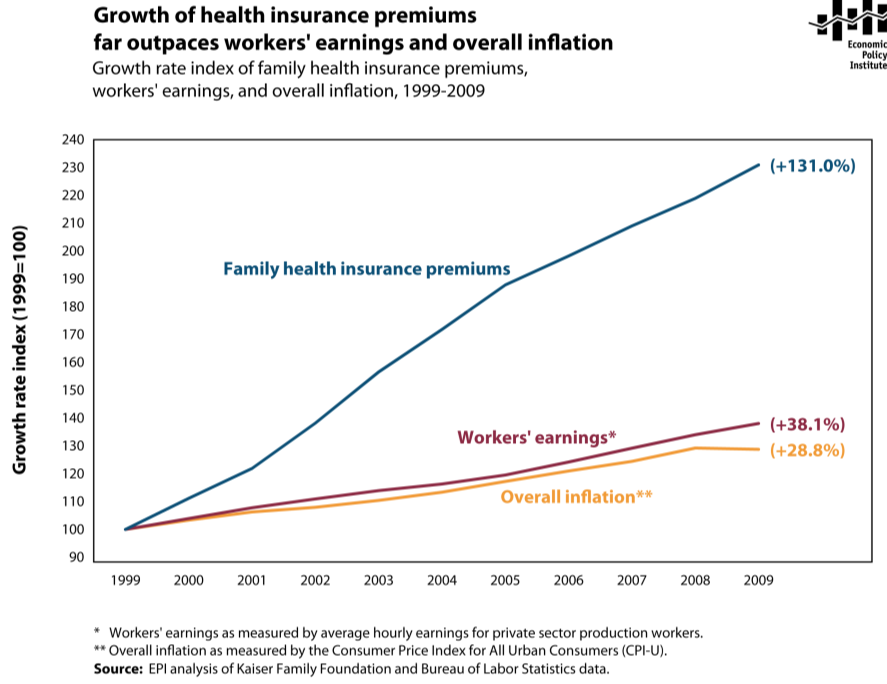 Growth of health insurance premiums
far outpaces workers' earnings and overall inflation
Growth rate index of family health insurance premiums,
workers' earnings, and overall inflation, 1999-2009
Economic
Policy
Institute
Growth rate index (1999=100)
240
230
220
210
200
190
180
170
160
150
140
130
120
110
100
90
(+131.0%)
Family health insurance premiums
Workers' earnings*
(+38.1%)
(+28.8%)
Overall inflation**
1999 2000 2001 2002 2003 2004 2005 2006 2007 2008 2009
* Workers' earnings as measured by average hourly earnings for private sector production workers.
** Overall inflation as measured by the Consumer Price Index for All Urban Consumers (CPI-U).
Source: EPI analysis of Kaiser Family Foundation and Bureau of Labor Statistics data.